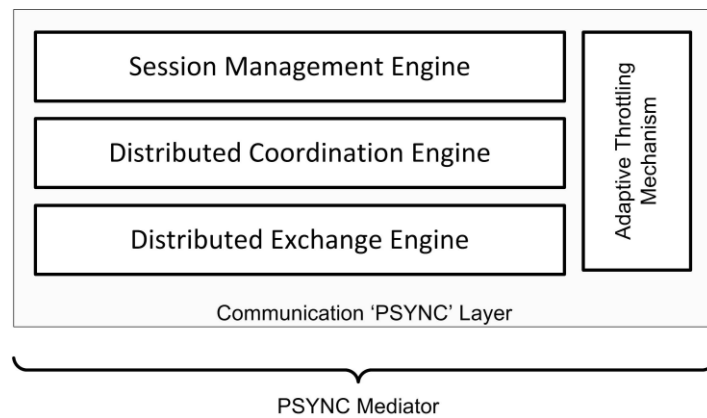 Session Management Engine
Distributed Coordination Engine
Distributed Exchange Engine
Adaptive Throttling
Mechanism
Communication ‘PSYNC’ Layer
PSYNC Mediator